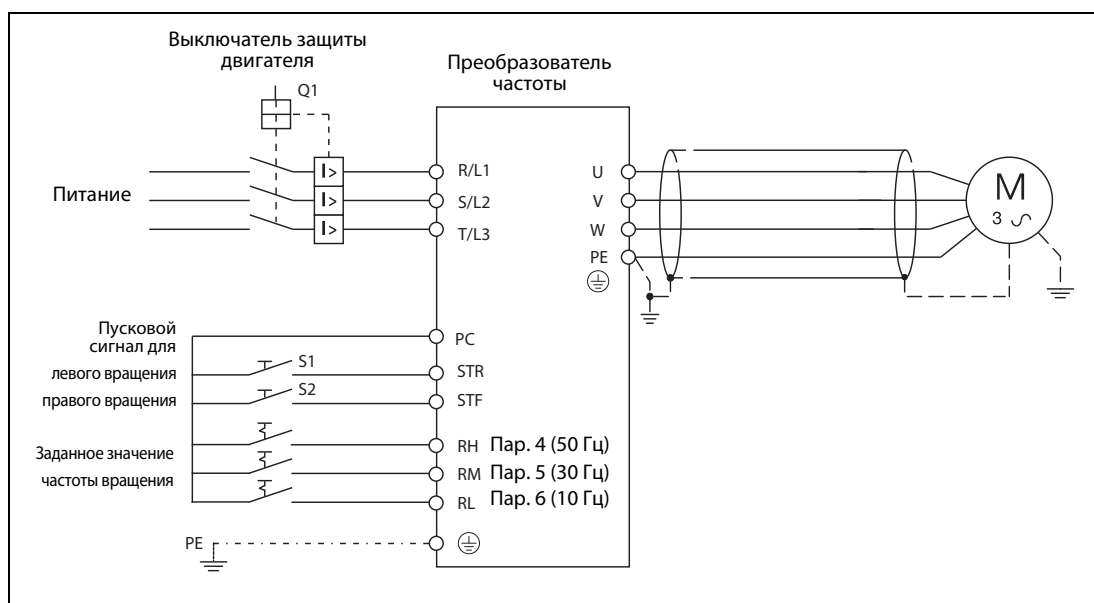 Выключатель защиты
двигателя
Q1
Преобразователь
частоты
Питание
I>
I>
I>
R/L1
S/L2
T/L3
U
V
W
PE
M
3
Пусковой
сигнал для
левого вращения
правого вращения
S1
S2
PC
STR
STF
Заданное значение
частоты вращения
RH Пар. 4 (50 Гц)
RM Пар. 5 (30 Гц)
RL Пар. 6 (10 Гц)
PE